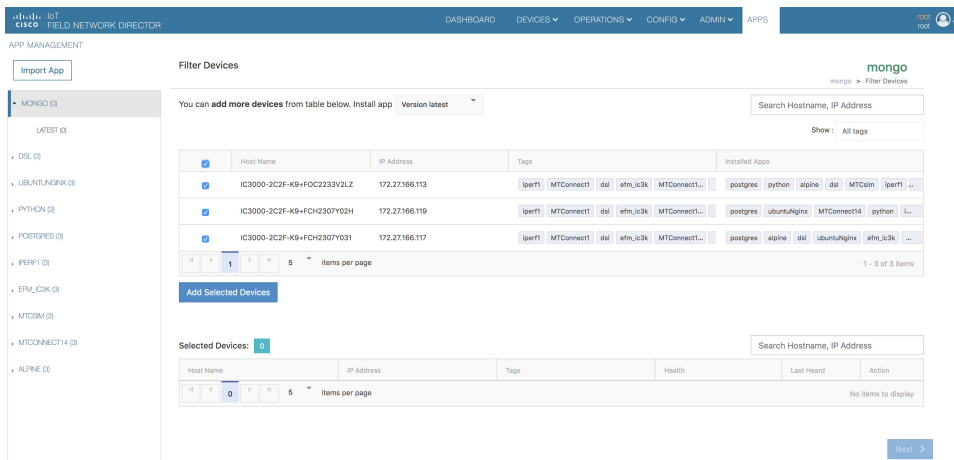 cisco IoT FIELD NETWORK DIRECTOR
DASHBOARD DEVICES OPERATIONS CONFIG ADMIN APPS root
root
APP MANAGEMENT
Import App
MONGO (0)
LATEST (0)
DSL (3)
UBUNTUNGINX (3)
PYTHON (3)
POSTGRES (3)
IPERF1 (3)
EFM_IC3K (3)
MTCSIM (3)
MTCONNECT14 (3)
ALPINE (3)
Filter Devices
mongo
mongo > Filter Devices
You can add more devices from table below. Install app Version latest
Search Hostname, IP Address
Show : All tags
Host Name IP Address Tags Installed Apps
IC3000-2C2F-K9+FOC2233V2LZ 172.27.166.113 iperf1 MTConnect1 dsl efm_ic3k MTConnect1... postgres python alpine dsl MTCsim iperf1 ...
IC3000-2C2F-K9+FCH2307Y02H 172.27.166.119 iperf1 MTConnect1 dsl efm_ic3k MTConnect1... postgres ubuntuNginx MTConnect14 python i...
IC3000-2C2F-K9+FCH2307Y031 172.27.166.117 iperf1 MTConnect1 dsl efm_ic3k MTConnect1... postgres alpine dsl ubuntuNginx efm_ic3k ...
1 5 items per page 1 - 3 of 3 items
Add Selected Devices
Selected Devices: 0
Search Hostname, IP Address
Host Name IP Address Tags Health Last Heard Action
0 5 items per page No items to display
Next >